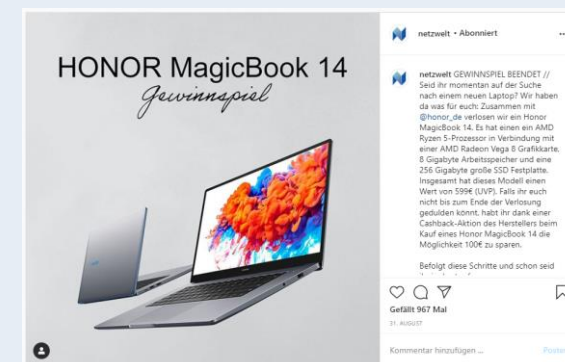 HONOR MagicBook 14
Gewinnspiel
netzwelt • Abonniert
netzwelt GEWINNSPIEL BEENDET //
Seid ihr momentan auf der Suche
nach einem neuen Laptop? Wir haben
da was für euch: Zusammen mit
@honor_de verlosen wir ein Honor
MagicBook 14. Es hat einen ein AMD
Ryzen 5-Prozessor in Verbindung mit
einer AMD Radeon Vega 8 Grafikkarte,
8 Gigabyte Arbeitsspeicher und eine
256 Gigabyte große SSD Festplatte.
Insgesamt hat dieses Modell einen
Wert von 599€ (UVP). Falls ihr euch
nicht bis zum Ende der Verlosung
gedulden könnt, habt ihr dank einer
Cashback-Aktion des Herstellers beim
Kauf eines Honor MagicBook 14 die
Möglichkeit 100€ zu sparen.
Befolgt diese Schritte und schon seid
Gefällt 967 Mal
31. AUGUST
Kommentar hinzufügen ...
Posten